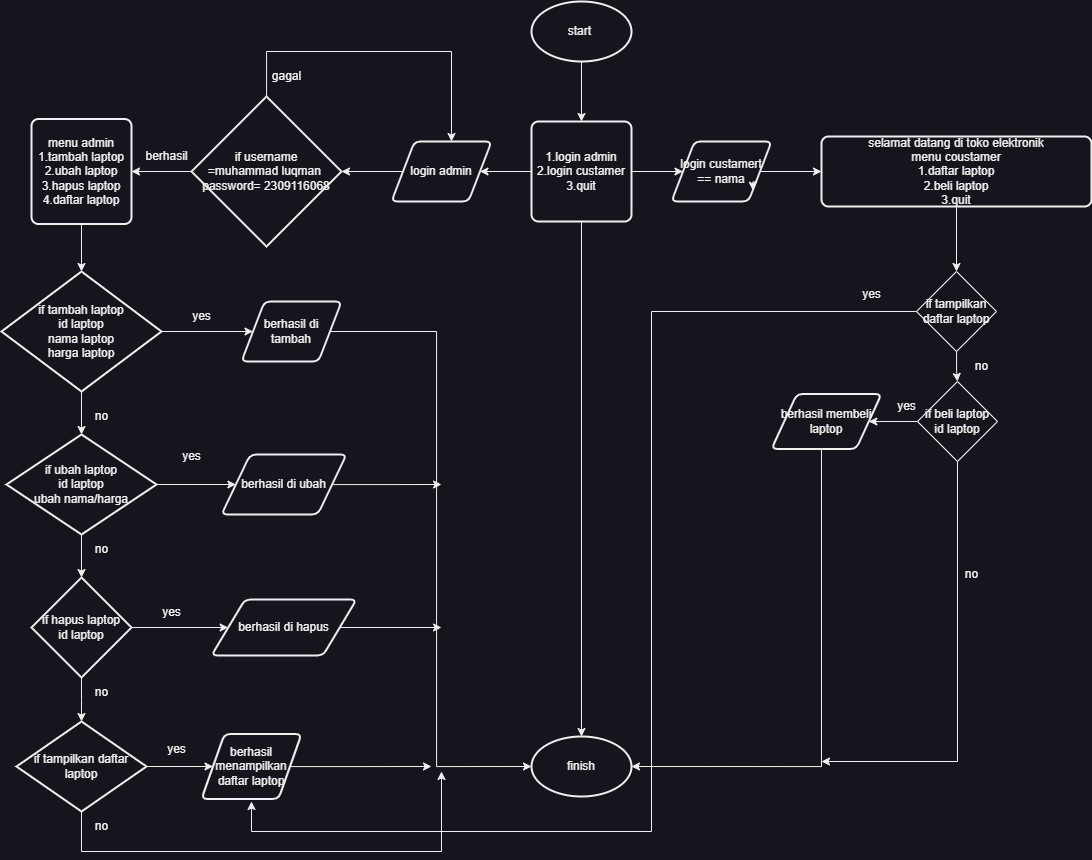 start
gagal
menu admin
1.tambah laptop
2.ubah laptop
3.hapus laptop
4.daftar laptop
berhasil
if username
=muhammad luqman
password= 2309116068
login admin
1.login admin
2.login custamer
3.quit
login custamert
== nama
selamat datang di toko elektronik
menu coustamer
1.daftar laptop
2.beli laptop
3.quit
if tambah laptop
id laptop
nama laptop
harga laptop
yes
berhasil di
tambah
yes
if tampilkan
daftar laptop
no
no
berhasil membeli
laptop
yes
if beli laptop
id laptop
if ubah laptop
id laptop
ubah nama/harga
yes
berhasil di ubah
no
no
if hapus laptop
id laptop
yes
berhasil di hapus
no
if tampilkan daftar
laptop
yes
berhasil
menampilkan
daftar laptop
finish
no